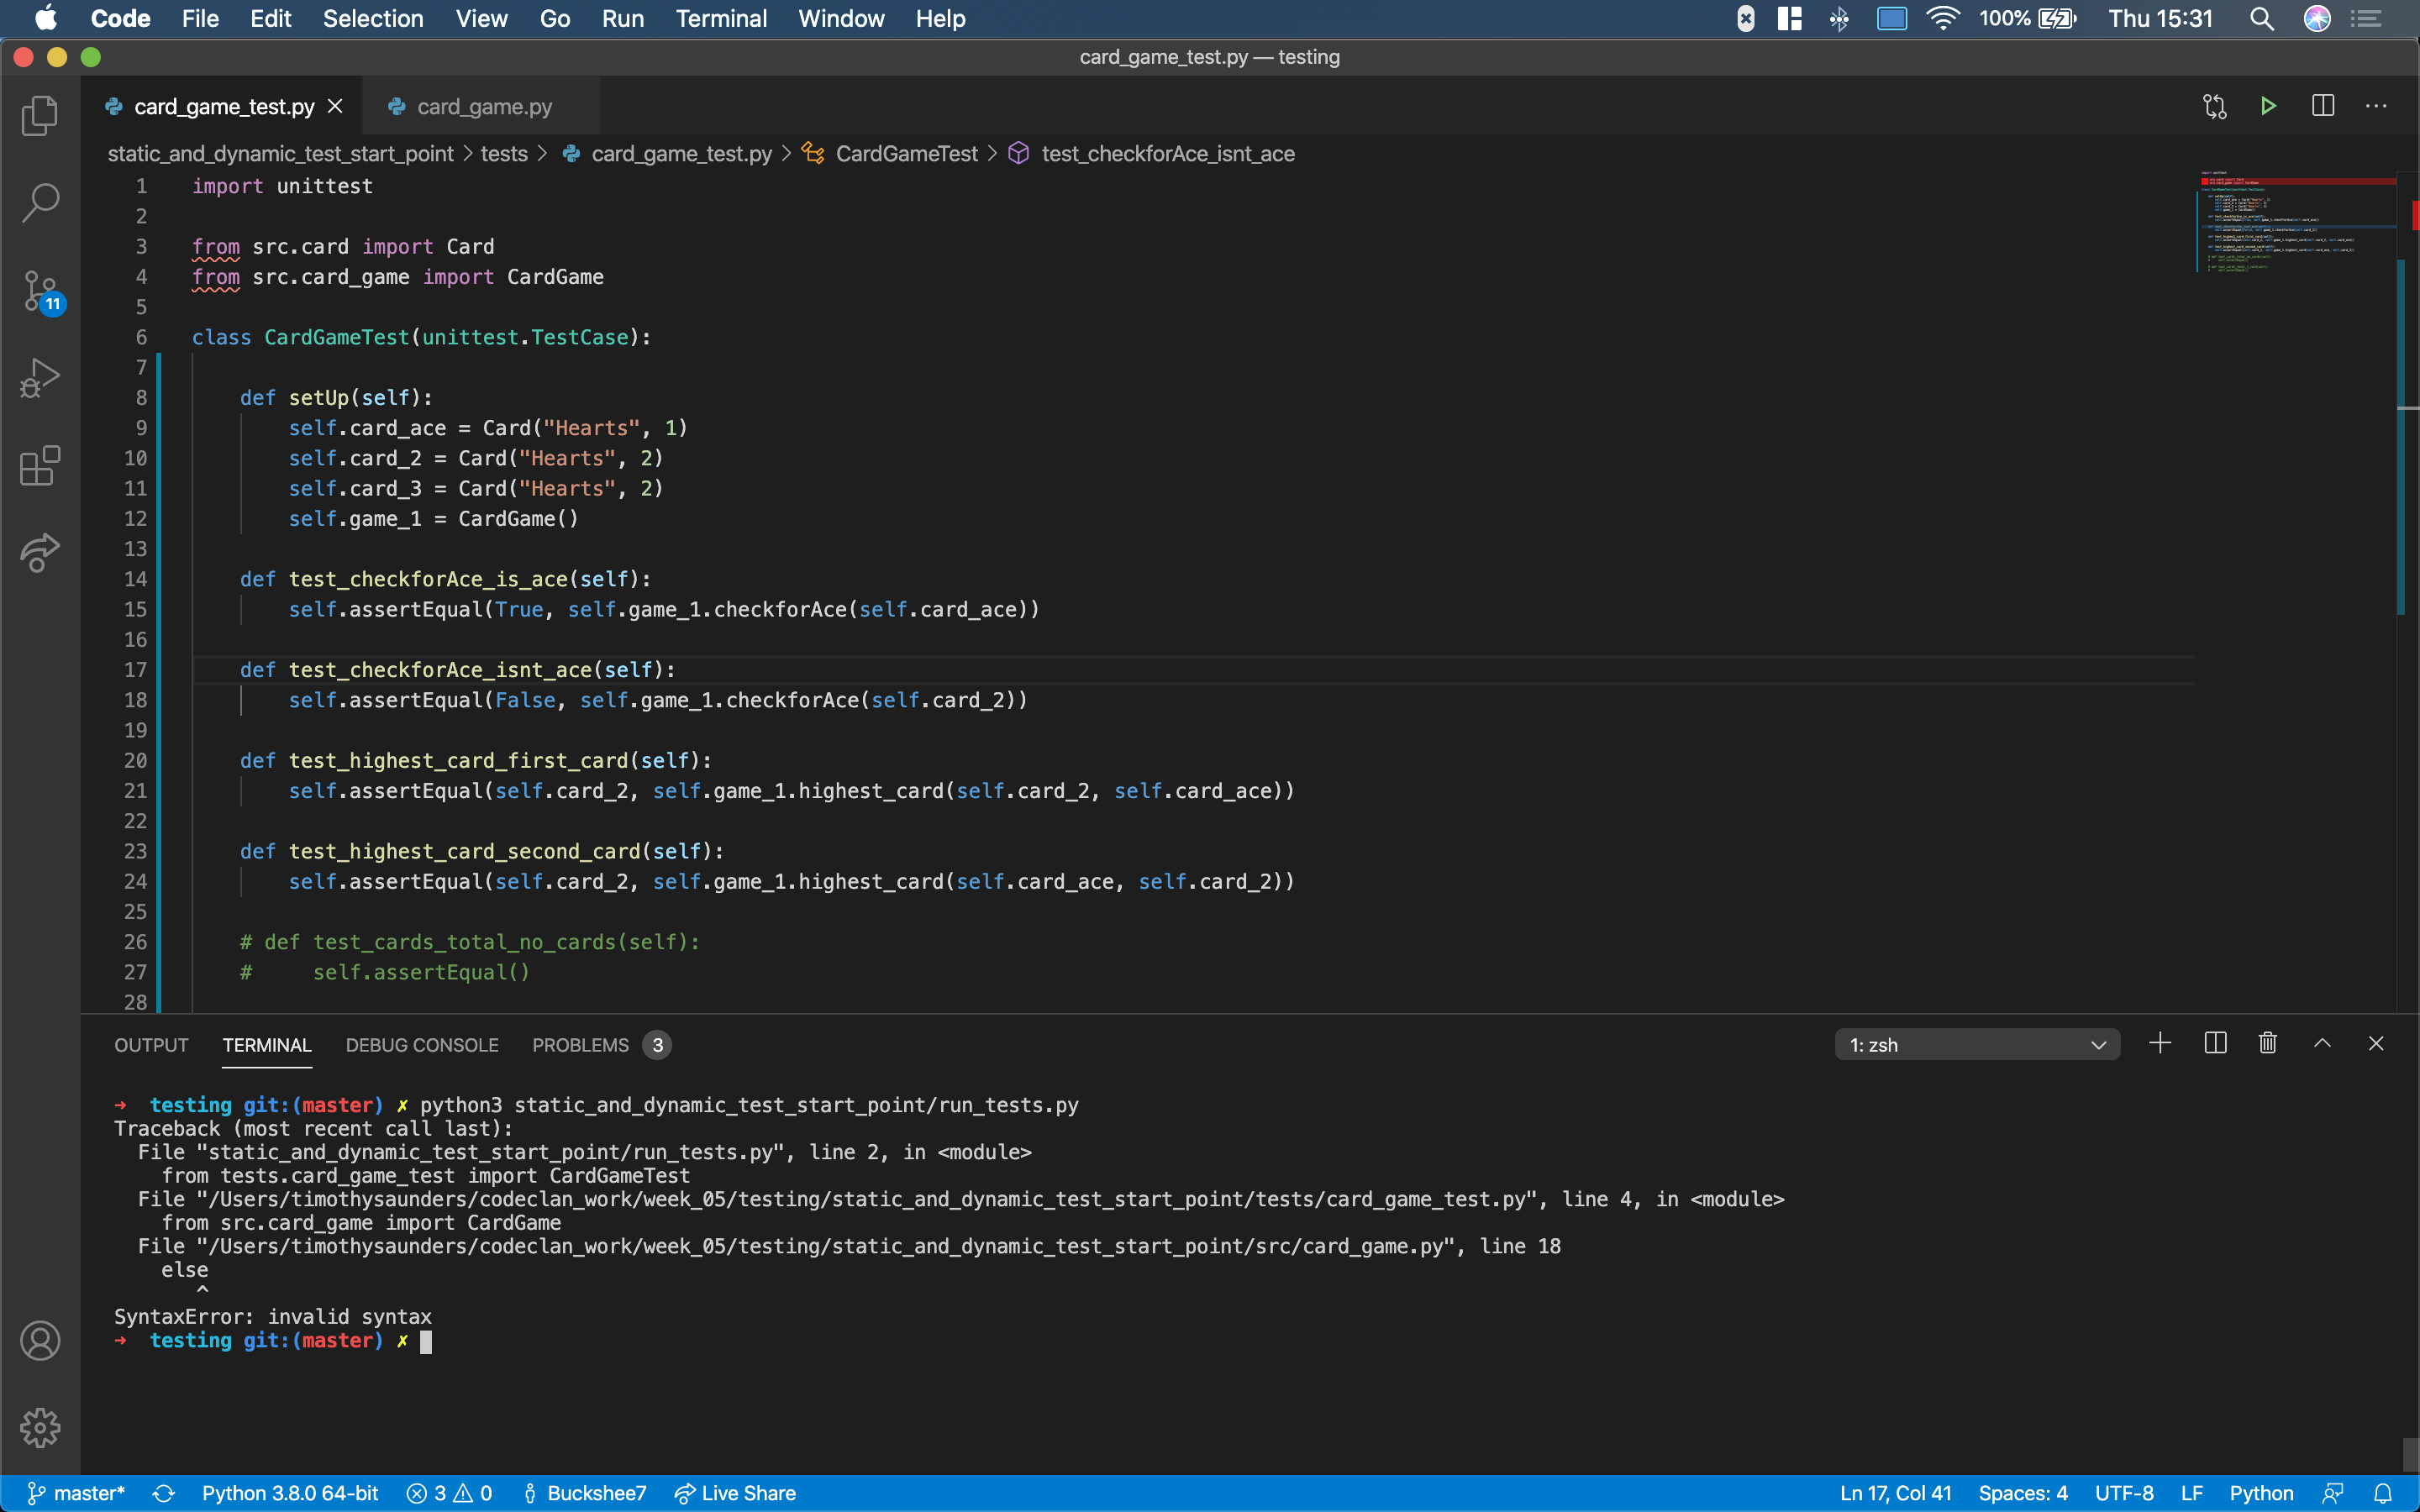 Code File Edit Selection View Go Run Terminal Window Help 100% Thu 15:31
card_game_test.py — testing
card_game_test.py card_game.py
static_and_dynamic_test_start_point > tests > card_game_test.py > CardGameTest > test_checkforAce_isnt_ace
11
1 import unittest
2
3 from src.card import Card
4 from src.card_game import CardGame
5
6 class CardGameTest(unittest.TestCase):
7
8 def setUp(self):
9 self.card_ace = Card("Hearts", 1)
10 self.card_2 = Card("Hearts", 2)
11 self.card_3 = Card("Hearts", 2)
12 self.game_1 = CardGame()
13
14 def test_checkforAce_is_ace(self):
15 self.assertEqual(True, self.game_1.checkforAce(self.card_ace))
16
17 def test_checkforAce_isnt_ace(self):
18 self.assertEqual(False, self.game_1.checkforAce(self.card_2))
19
20 def test_highest_card_first_card(self):
21 self.assertEqual(self.card_2, self.game_1.highest_card(self.card_2, self.card_ace))
22
23 def test_highest_card_second_card(self):
24 self.assertEqual(self.card_2, self.game_1.highest_card(self.card_ace, self.card_2))
25
26 # def test_cards_total_no_cards(self):
27 #     self.assertEqual()
28
OUTPUT TERMINAL DEBUG CONSOLE PROBLEMS 3 1: zsh
→ testing git:(master) ✗ python3 static_and_dynamic_test_start_point/run_tests.py
Traceback (most recent call last):
File "static_and_dynamic_test_start_point/run_tests.py", line 2, in <module>
from tests.card_game_test import CardGameTest
File "/Users/timothysaunders/codeclan_work/week_05/testing/static_and_dynamic_test_start_point/tests/card_game_test.py", line 4, in <module>
from src.card_game import CardGame
File "/Users/timothysaunders/codeclan_work/week_05/testing/static_and_dynamic_test_start_point/src/card_game.py", line 18
else
^
SyntaxError: invalid syntax
→ testing git:(master) ✗
master* Python 3.8.0 64-bit 3 0 Buckshee7 Live Share Ln 17, Col 41 Spaces: 4 UTF-8 LF Python